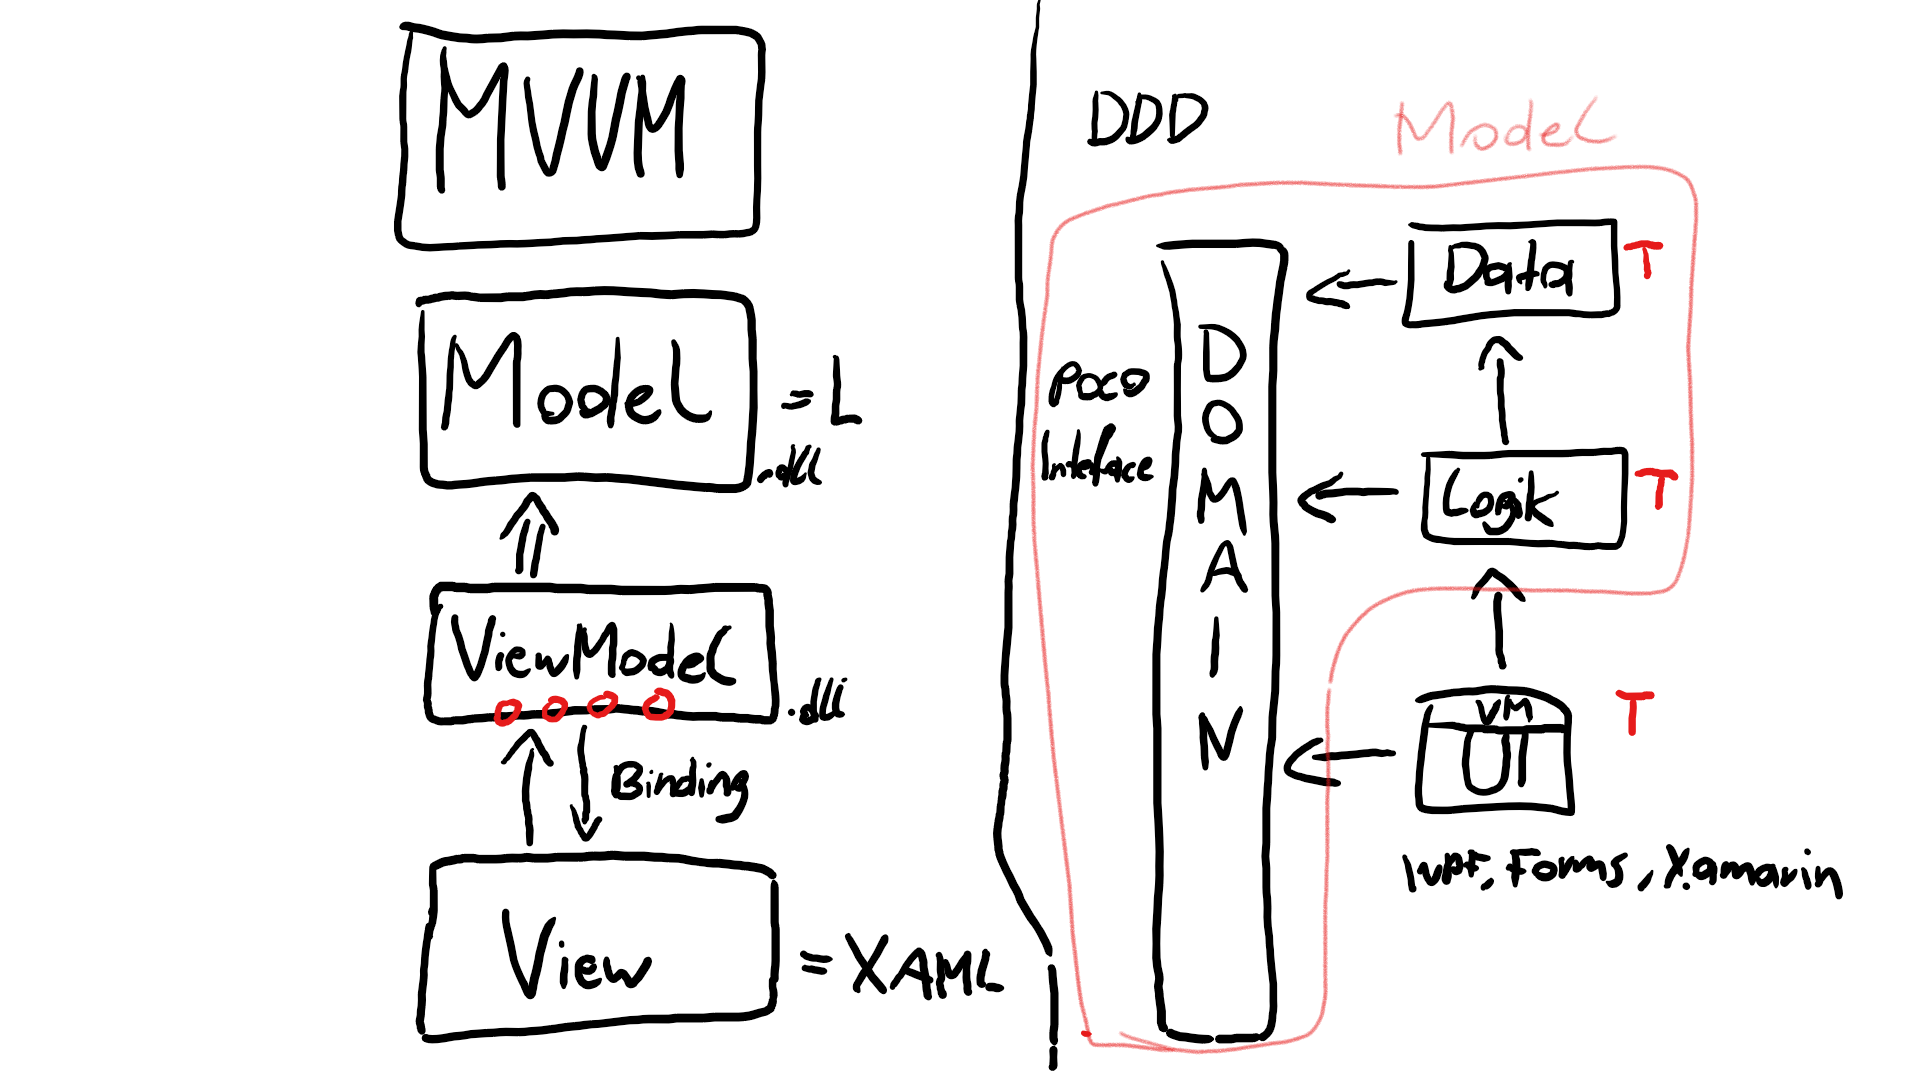 MVVM
Model
= L
.dll
ViewModel
.dll
Binding
View
= XAML
DDD
Model
Data
T
POCO
Inteface
DOMAIN
Logik
T
VM
UI
T
WPF, Forms, Xamarin